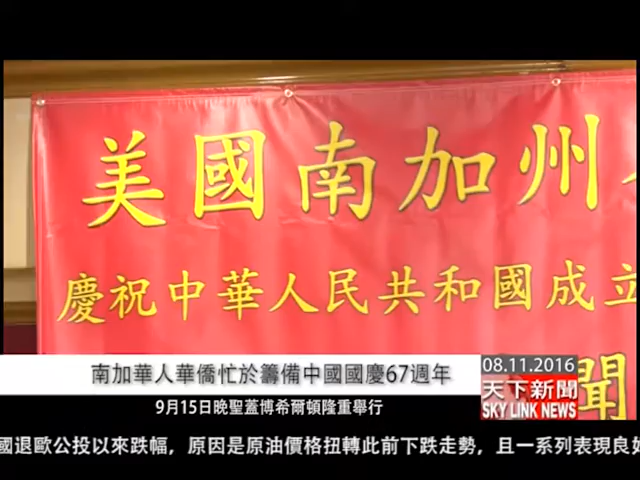 美國南加州
慶祝中華人民共和國成立
聞
南加華人華僑忙於籌備中國國慶67週年
9月15日晚聖蓋博希爾頓隆重舉行
08.11.2016
天下新聞
SKY LINK NEWS
國退歐公投以來跌幅，原因是原油價格扭轉此前下跌走勢，且一系列表現良好